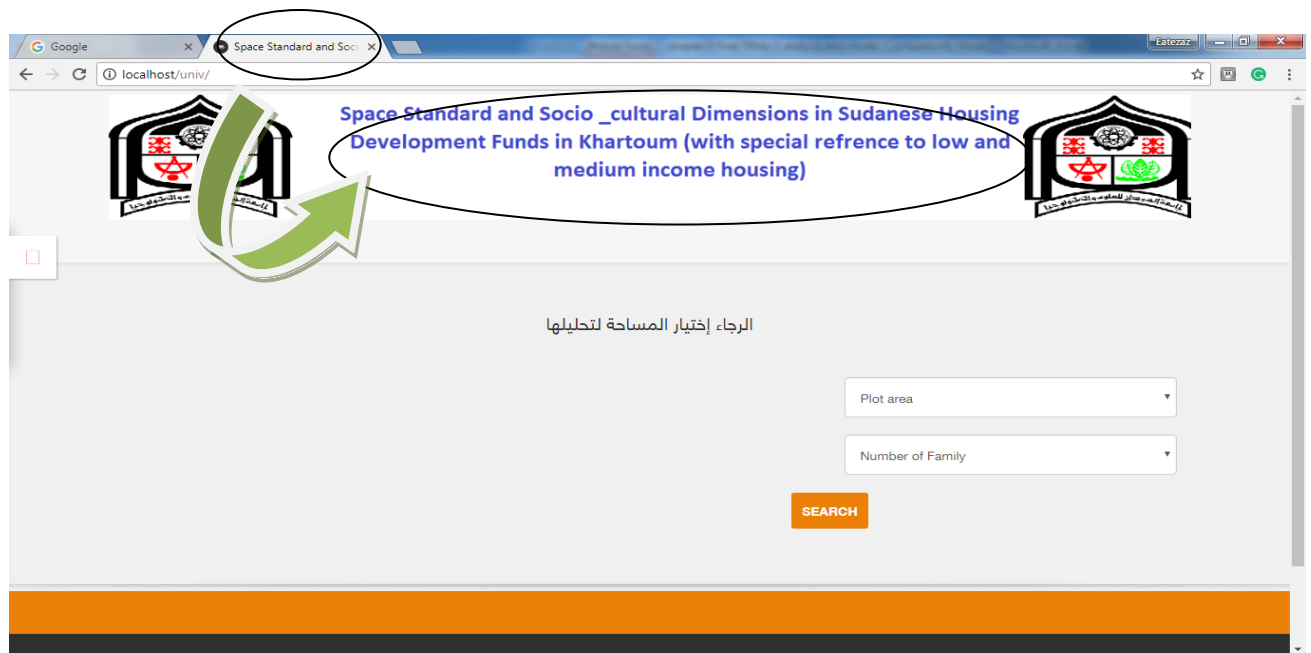 Google
Space Standard and Soci
Eatezaz
localhost/univ/
Space Standard and Socio _cultural Dimensions in Sudanese Housing
Development Funds in Khartoum (with special refrence to low and
medium income housing)
الرجاء إختيار المساحة لتحليلها
Plot area
Number of Family
SEARCH